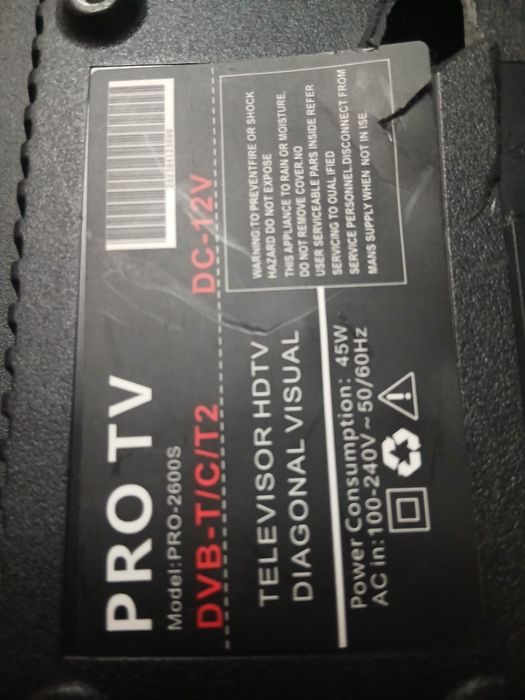 PRO TV
Model:PRO-2600S
DVB-T/C/T2 DC-12V
TELEVISOR HDTV
DIAGONAL VISUAL
Power Consumption: 45W
AC in: 100-240V ~ 50/60Hz
WARNING:TO PREVENTFIRE OR SHOCK
HAZARD DO NOT EXPOSE
THIS APPLIANCE TO RAIN OR MOISTURE.
DO NOT REMOVE COVER,NO
USER SERVICEABLE PARS INSIDE REFER
SERVICING TO QUAL IFIED
SERVICE PERSONNEL.DISCONNECT FROM
MANS SUPPLY WHEN NOT IN ISE